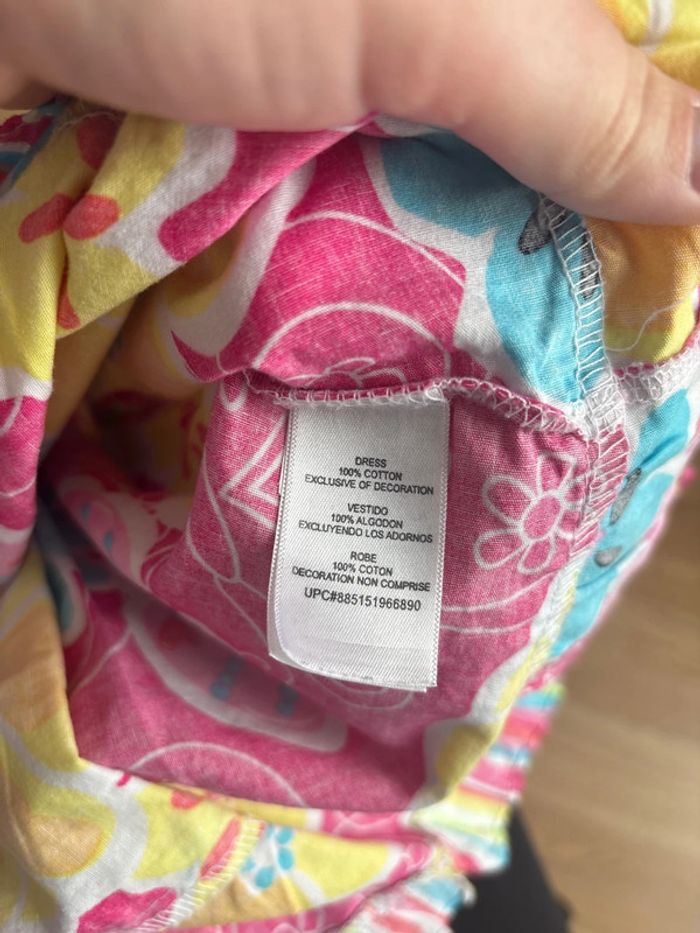 DRESS
100% COTTON
EXCLUSIVE OF DECORATION
VESTIDO
100% ALGODON
EXCLUYENDO LOS ADORNOS
ROBE
100% COTON
DECORATION NON COMPRISE
UPC#885151966890